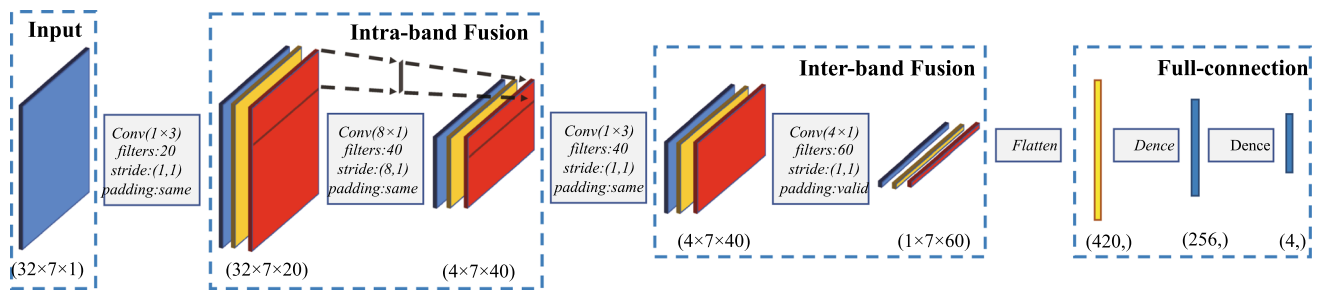 Input
(32×7×1)
Conv(1×3)
filters:20
stride:(1,1)
padding:same
Intra-band Fusion
(32×7×20)
Conv(8×1)
filters:40
stride:(8,1)
padding:same
(4×7×40)
Conv(1×3)
filters:40
stride:(1,1)
padding:same
Inter-band Fusion
(4×7×40)
Conv(4×1)
filters:60
stride:(1,1)
padding:valid
(1×7×60)
Flatten
Full-connection
(420,)
Dence
(256,)
Dence
(4,)